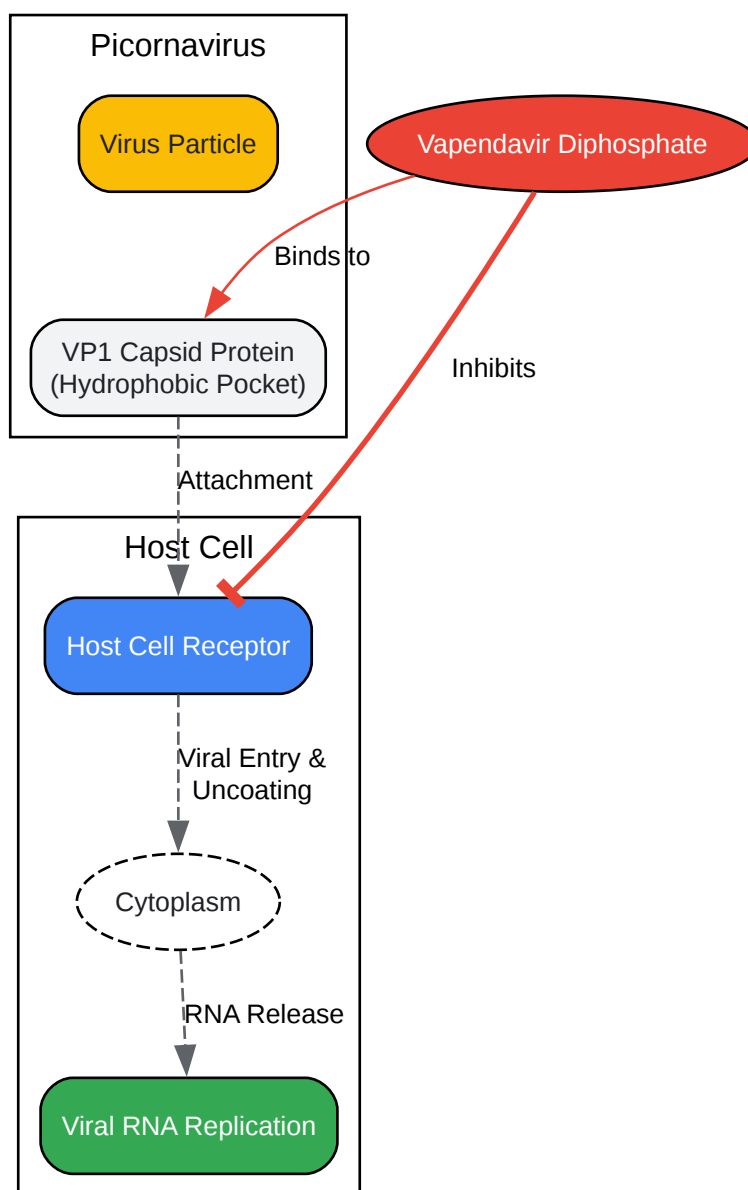 Picornavirus
Virus Particle
Vapendavir Diphosphate
Binds to
VP1 Capsid Protein
(Hydrophobic Pocket)
Inhibits
Attachment
Host Cell
Host Cell Receptor
Viral Entry &
Uncoating
Cytoplasm
RNA Release
Viral RNA Replication